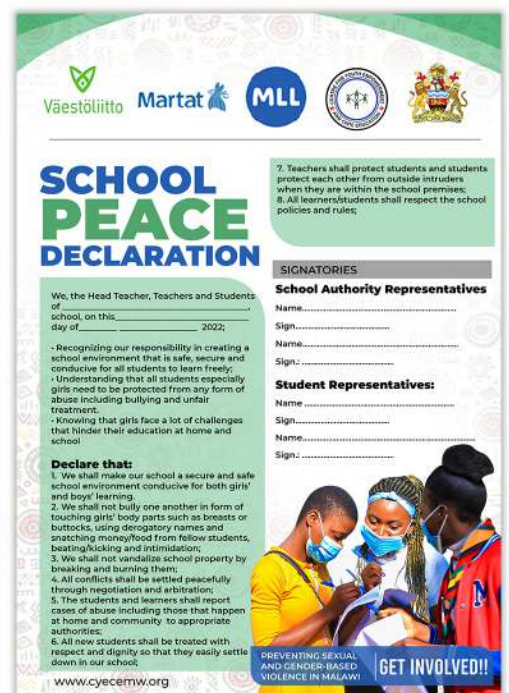 Väestöliitto
Martat
MLL
SCHOOL
PEACE
DECLARATION
We, the Head Teacher, Teachers and Students
of ____________________,
school, on this____________________
day of________ ____________ 2022;
• Recognizing our responsibility in creating a
school environment that is safe, secure and
conducive for all students to learn freely;
• Understanding that all students especially
girls need to be protected from any form of
abuse including bullying and unfair
treatment.
• Knowing that girls face a lot of challenges
that hinder their education at home and
school
Declare that:
1. We shall make our school a secure and safe
school environment conducive for both girls'
and boys' learning.
2. We shall not bully one another in form of
touching girls' body parts such as breasts or
buttocks, using derogatory names and
snatching money/food from fellow students,
beating/kicking and intimidation;
3. We shall not vandalize school property by
breaking and burning them;
4. All conflicts shall be settled peacefully
through negotiation and arbitration;
5. The students and learners shall report
cases of abuse including those that happen
at home and community to appropriate
authorities;
6. All new students shall be treated with
respect and dignity so that they easily settle
down in our school;
www.cyecemw.org
7. Teachers shall protect students and students
protect each other from outside intruders
when they are within the school premises;
8. All learners/students shall respect the school
policies and rules;
SIGNATORIES
School Authority Representatives
Name..............................
Sign..............................
Name..............................
Sign.: ..............................
Student Representatives:
Name ..............................
Sign..............................
Name..............................
Sign.: ..............................
PREVENTING SEXUAL
AND GENDER-BASED
VIOLENCE IN MALAWI
GET INVOLVED!!